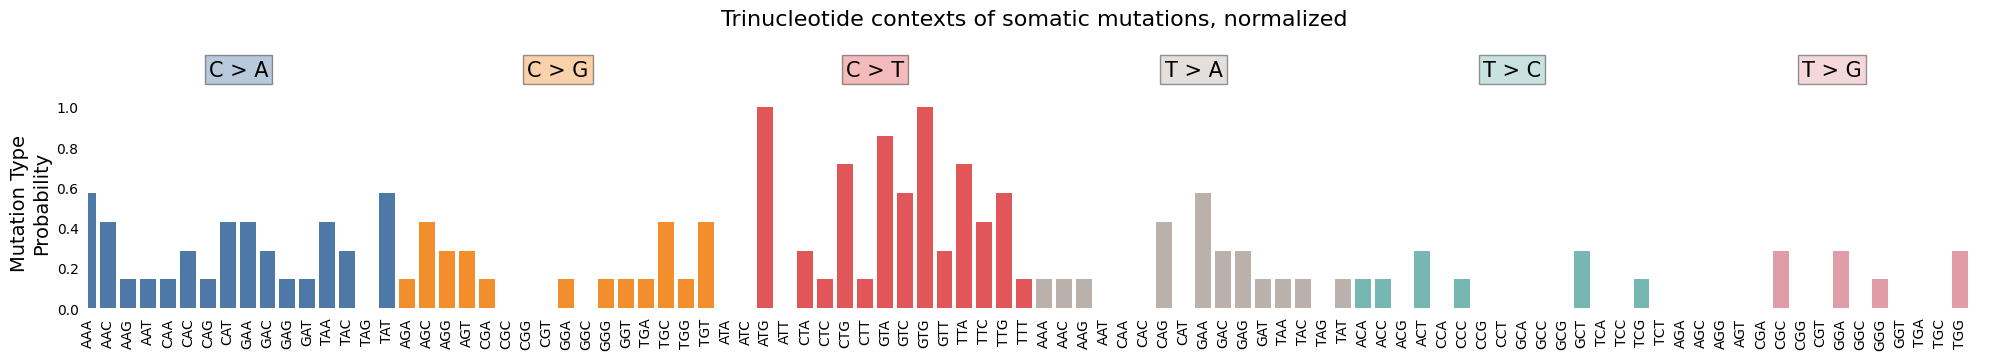 Trinucleotide contexts of somatic mutations, normalized
C > A
C > G
C > T
T > A
T > C
T > G
Mutation Type
Probability
1.0
0.8
0.6
0.4
0.2
0.0
AAA AAC AAG AAT CAA CAC CAG CAT GAA GAC GAG GAT TAA TAC TAG TAT AGA AGC AGG AGT CGA CGC CGG CGT GGA GGC GGG GGT TGA TGC TGG TGT ATA ATC ATG ATT CTA CTC CTG CTT GTA GTC GTG GTT TTA TTC TTG TTT AAA AAC AAG AAT CAA CAC CAG CAT GAA GAC GAG GAT TAA TAC TAG TAT ACA ACC ACG ACT CCA CCC CCG CCT GCA GCC GCG GCT TCA TCC TCG TCT AGA AGC AGG AGT CGA CGC CGG CGT GGA GGC GGG GGT TGA TGC TGG